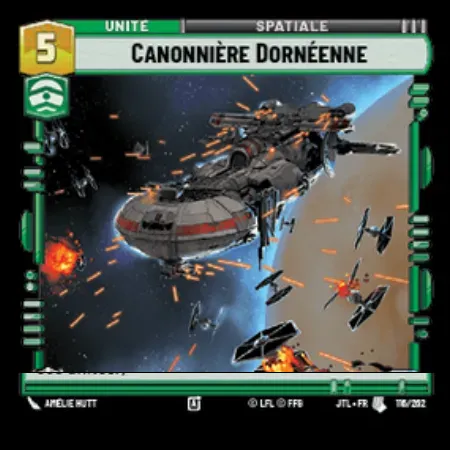 UNITÉ SPATIALE
5
CANONNIÈRE DORNÉENNE
AMÉLIE HUTT Ⓒ LFL Ⓒ FFG JTL • FR 116/262